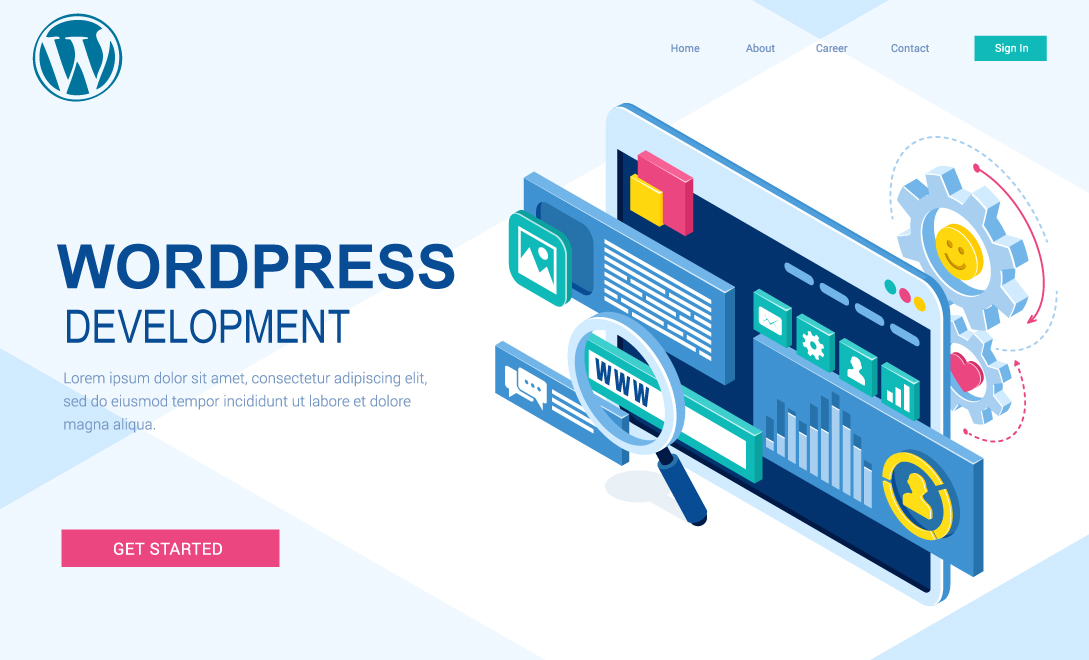 W
Home About Career Contact Sign In
WORDPRESS
DEVELOPMENT
Lorem ipsum dolor sit amet, consectetur adipiscing elit,
sed do eiusmod tempor incididunt ut labore et dolore
magna aliqua.
WWW
GET STARTED